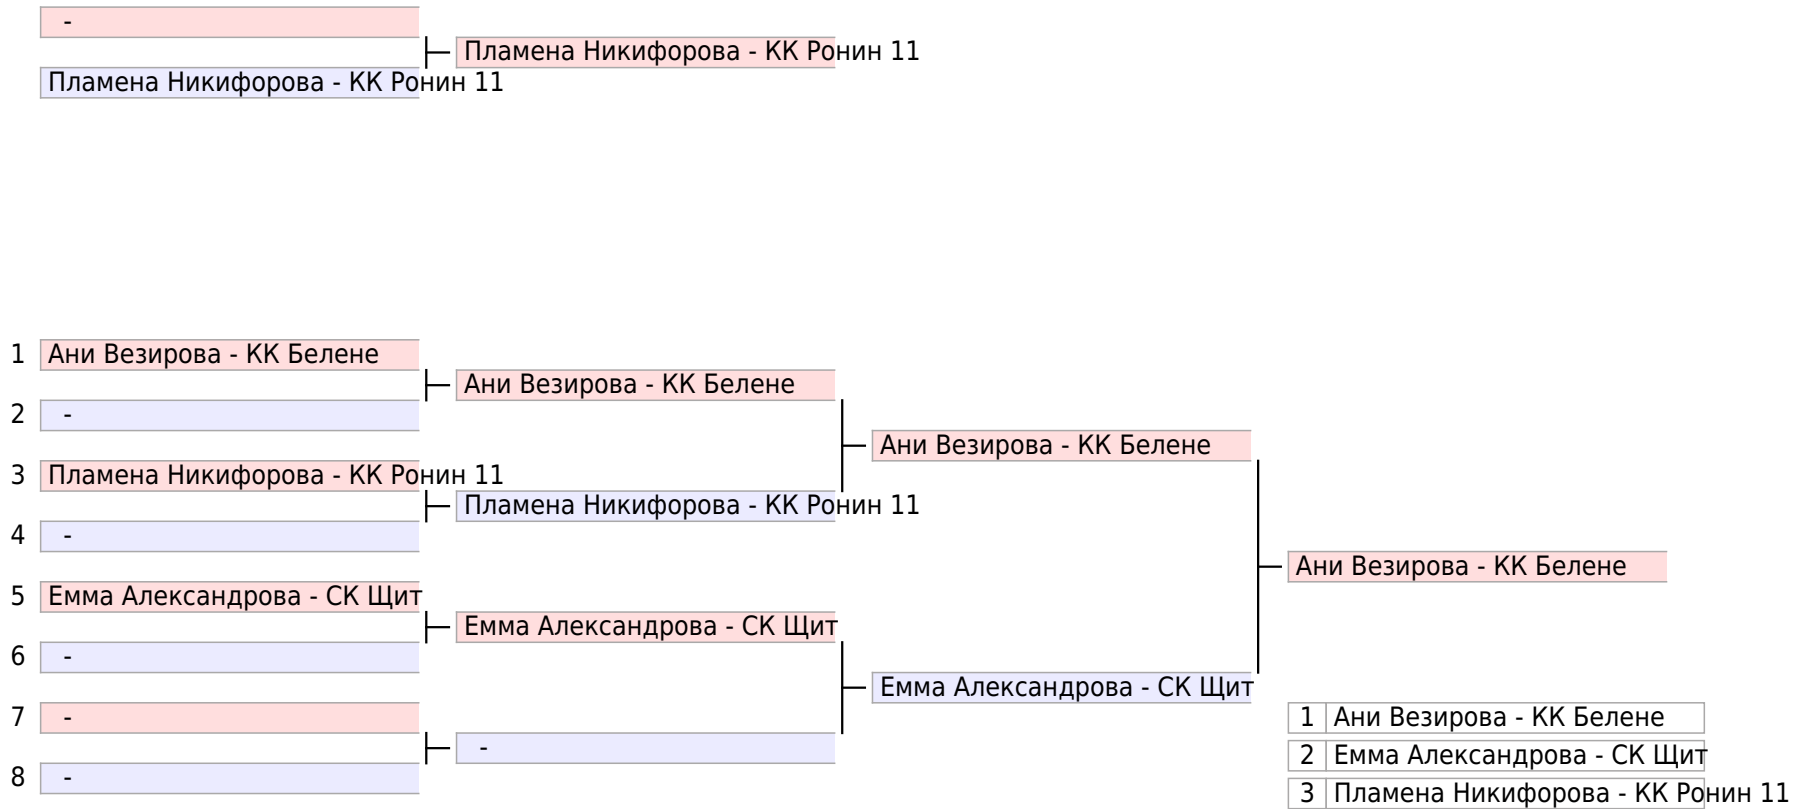 -
Пламена Никифорова - КК Ронин 11
Пламена Никифорова - КК Ронин 11
1 Ани Везирова - КК Белене
Ани Везирова - КК Белене
2 -
Ани Везирова - КК Белене
3 Пламена Никифорова - КК Ронин 11
Пламена Никифорова - КК Ронин 11
4 -
Ани Везирова - КК Белене
5 Емма Александрова - СК Щит
Емма Александрова - СК Щит
6 -
Емма Александрова - СК Щит
7 -
-
8 -
1 Ани Везирова - КК Белене
2 Емма Александрова - СК Щит
3 Пламена Никифорова - КК Ронин 11